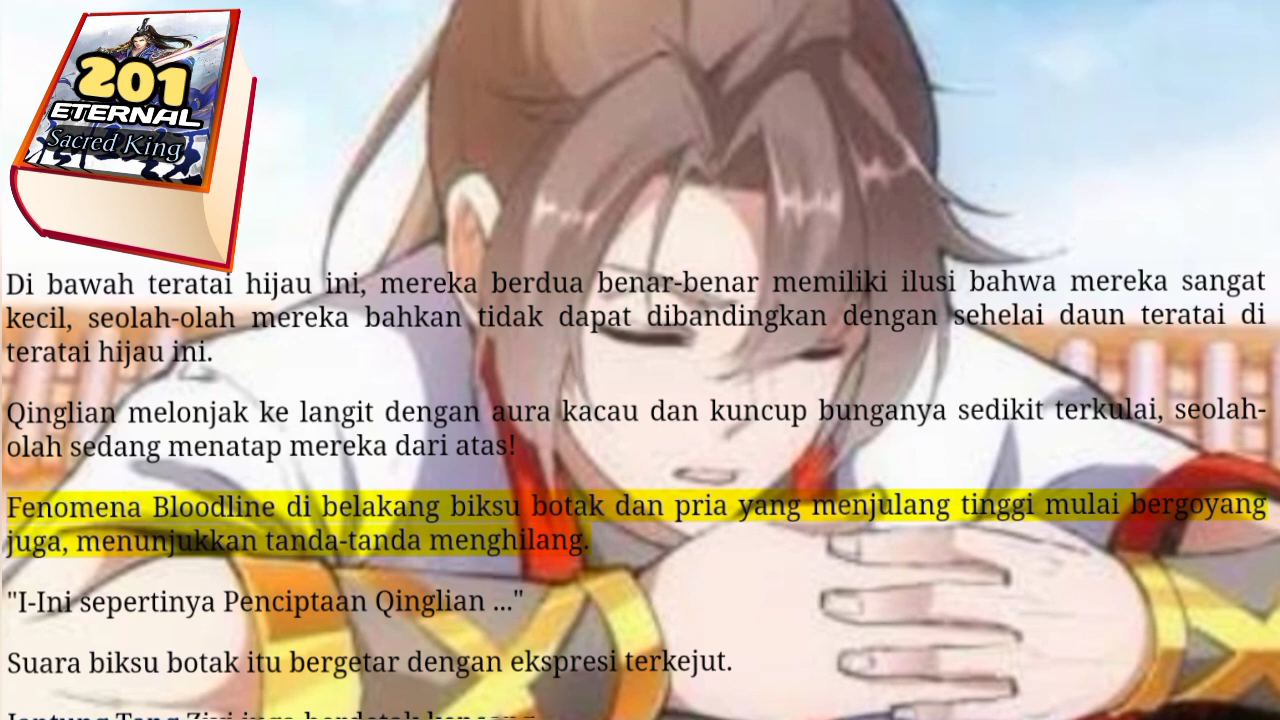 201
ETERNAL
Sacred King
Di bawah teratai hijau ini, mereka berdua benar-benar memiliki ilusi bahwa mereka sangat
kecil, seolah-olah mereka bahkan tidak dapat dibandingkan dengan sehelai daun teratai di
teratai hijau ini.
Qinglian melonjak ke langit dengan aura kacau dan kuncup bunganya sedikit terkulai, seolah-
olah sedang menatap mereka dari atas!
Fenomena Bloodline di belakang biksu botak dan pria yang menjulang tinggi mulai bergoyang
juga, menunjukkan tanda-tanda menghilang.
"I-Ini sepertinya Penciptaan Qinglian ..."
Suara biksu botak itu bergetar dengan ekspresi terkejut.